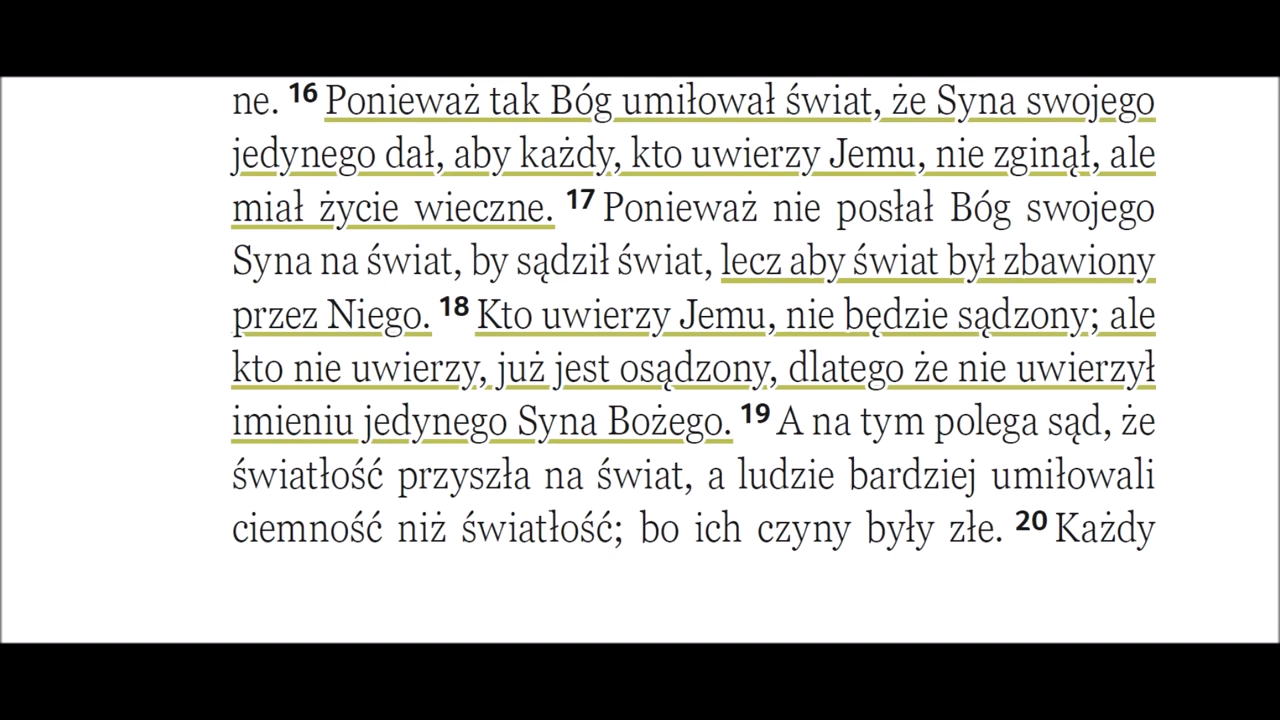 ne. 16 Ponieważ tak Bóg umiłował świat, że Syna swojego
jedynego dał, aby każdy, kto uwierzy Jemu, nie zginął, ale
miał życie wieczne. 17 Ponieważ nie posłał Bóg swojego
Syna na świat, by sądził świat, lecz aby świat był zbawiony
przez Niego. 18 Kto uwierzy Jemu, nie będzie sądzony; ale
kto nie uwierzy, już jest osądzony, dlatego że nie uwierzył
imieniu jedynego Syna Bożego. 19 A na tym polega sąd, że
światłość przyszła na świat, a ludzie bardziej umiłowali
ciemność niż światłość; bo ich czyny były złe. 20 Każdy